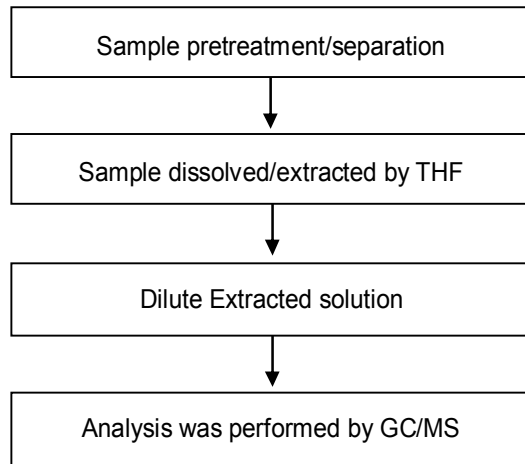 Sample pretreatment/separation
Sample dissolved/extracted by THF
Dilute Extracted solution
Analysis was performed by GC/MS